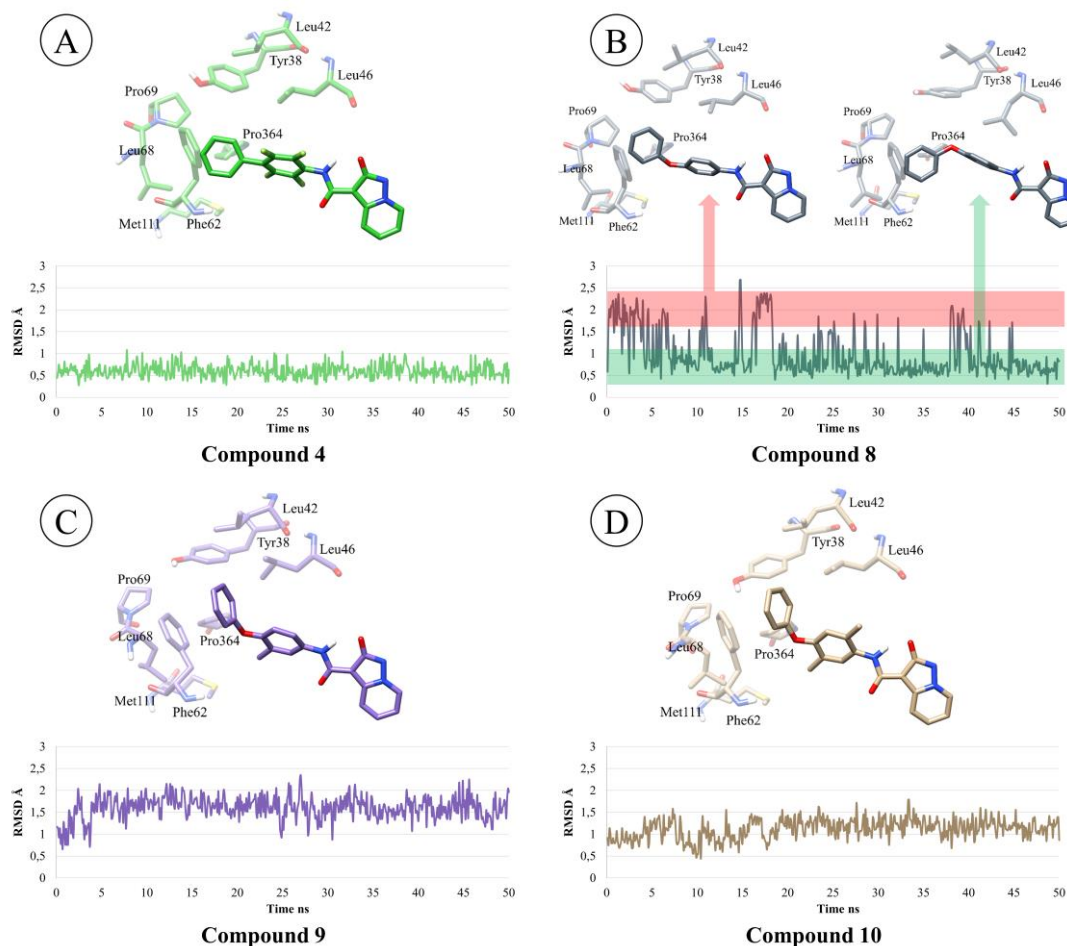 A
Leu42
Tyr38
Leu46
Pro69
Pro364
Leu68
Met111
Phe62
3
2,5
2
1,5
1
0,5
0
RMSD Å
0 5 10 15 20 25 30 35 40 45 50
Time ns
Compound 4
B
Leu42
Tyr38
Leu46
Pro69
Pro364
Leu68
Met111
Phe62
Leu42
Tyr38
Leu46
Pro69
Pro364
Leu68
Met111
Phe62
3
2,5
2
1,5
1
0,5
0
RMSD Å
0 5 10 15 20 25 30 35 40 45 50
Time ns
Compound 8
C
Leu42
Tyr38
Leu46
Pro69
Leu68
Pro364
Met111
Phe62
3
2,5
2
1,5
1
0,5
0
RMSD Å
0 5 10 15 20 25 30 35 40 45 50
Time ns
Compound 9
D
Leu42
Tyr38
Leu46
Pro69
Leu68
Pro364
Met111
Phe62
3
2,5
2
1,5
1
0,5
0
RMSD Å
0 5 10 15 20 25 30 35 40 45 50
Time ns
Compound 10